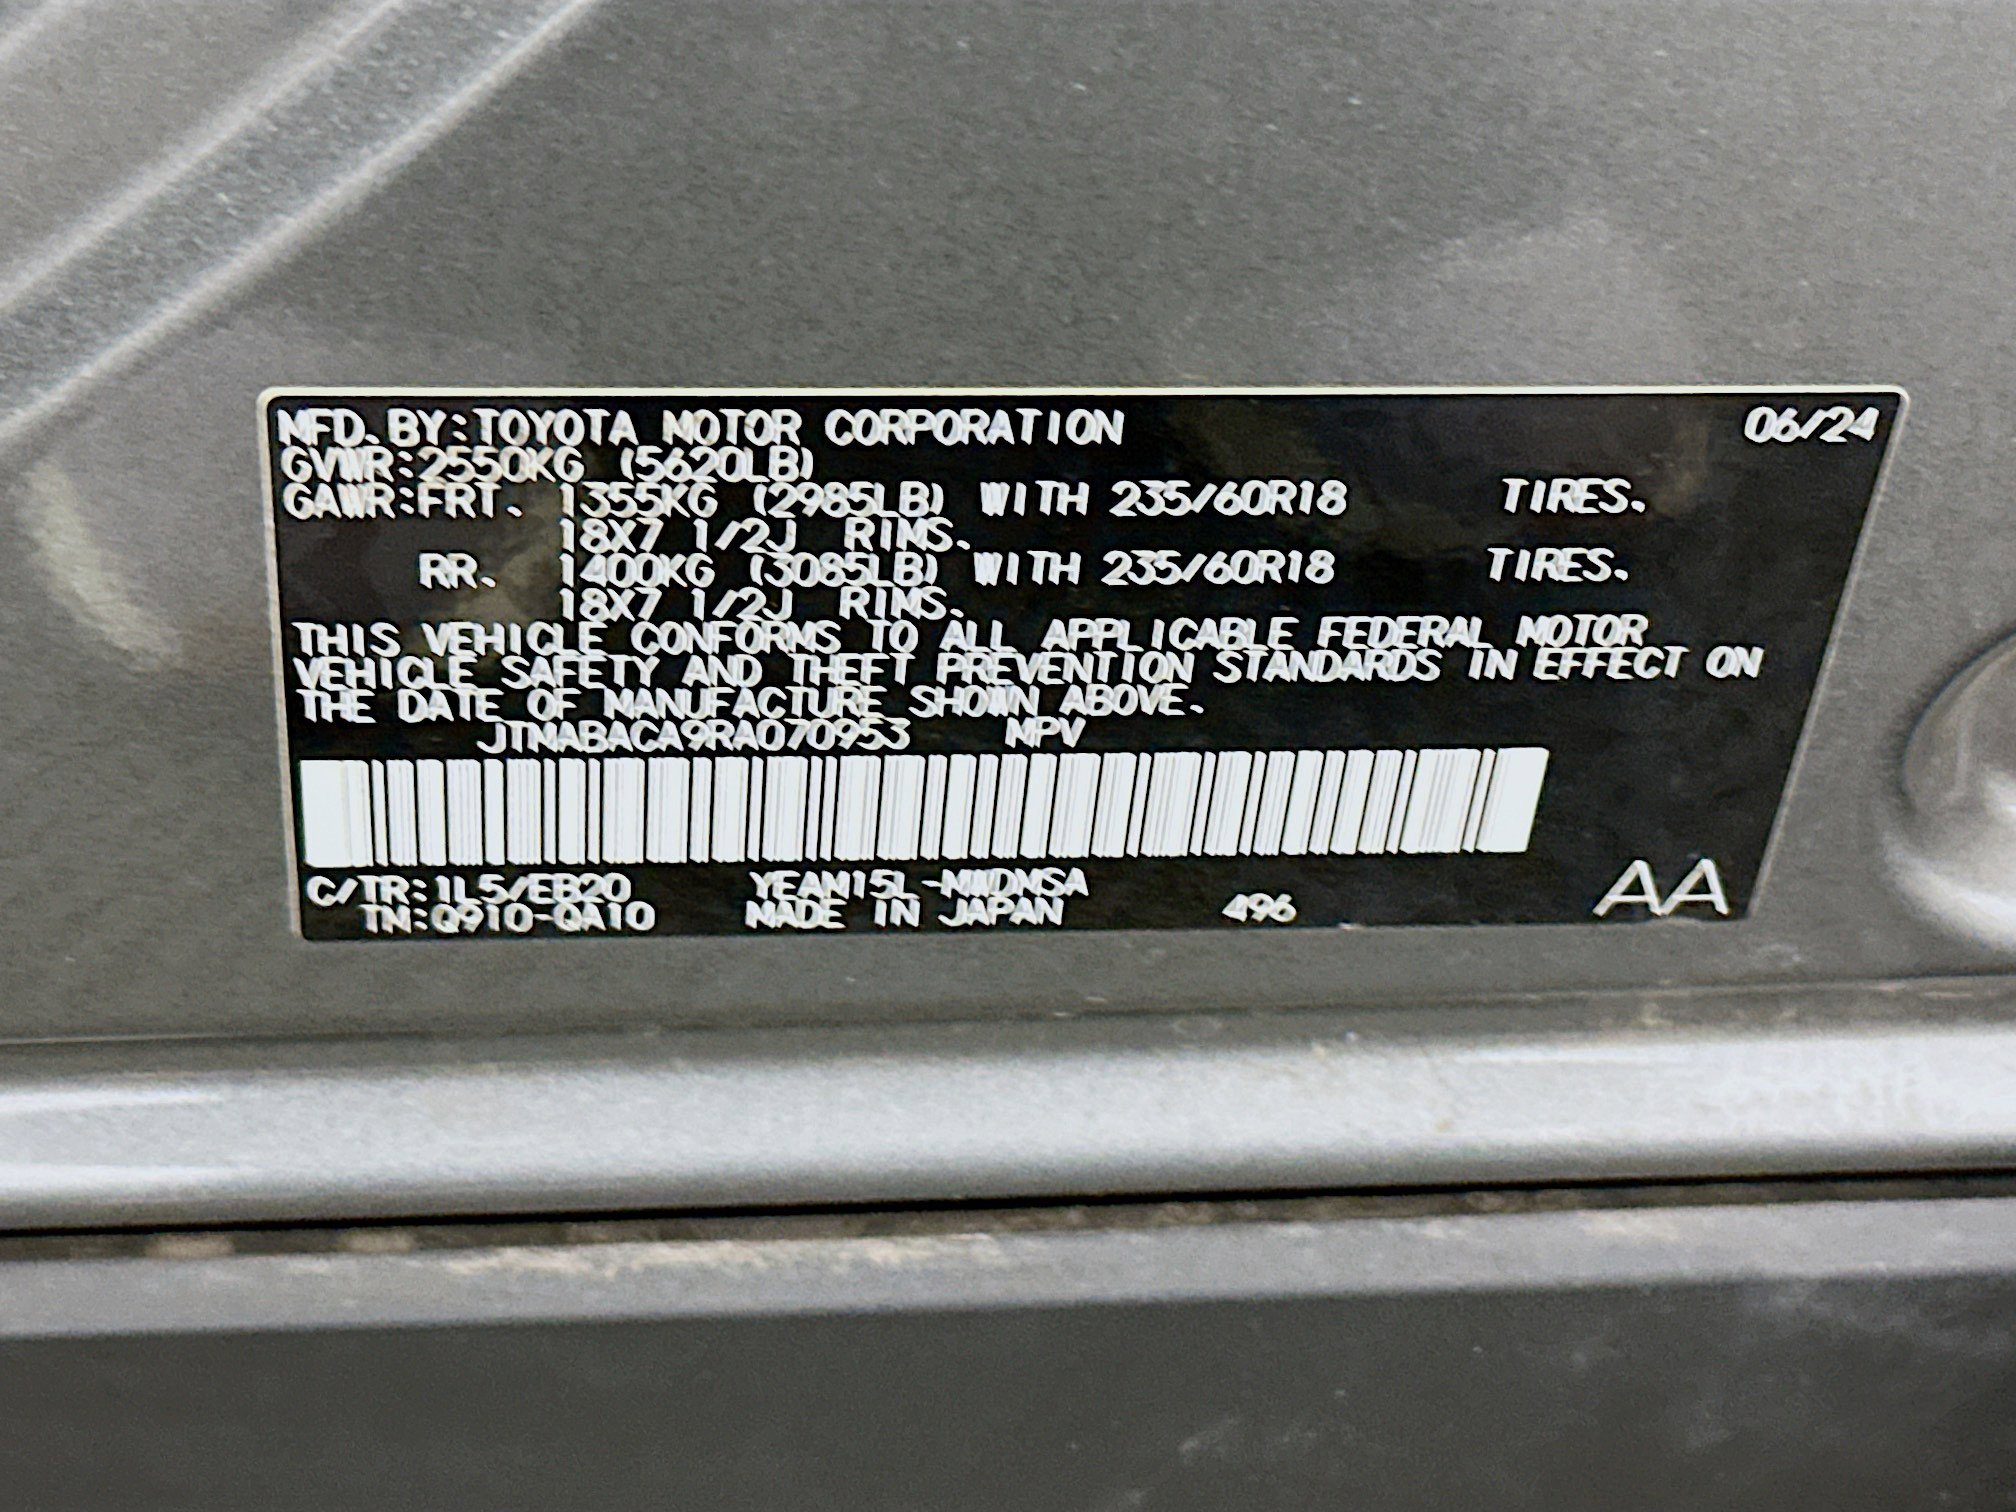 MFD. BY: TOYOTA MOTOR CORPORATION 06/24
GVWR: 2550KG (5620LB)
GAWR: FRT. 1355KG (2985LB) WITH 235/60R18 TIRES.
18X7 1/2J RIMS.
RR. 1400KG (3085LB) WITH 235/60R18 TIRES.
18X7 1/2J RIMS.
THIS VEHICLE CONFORMS TO ALL APPLICABLE FEDERAL MOTOR
VEHICLE SAFETY AND THEFT PREVENTION STANDARDS IN EFFECT ON
THE DATE OF MANUFACTURE SHOWN ABOVE.
JTMABACA9RA070953 MPV
C/TR: 1L5/EB20 YEAM15L-MWDMSA
TN: Q910-QA10 MADE IN JAPAN 496 AA